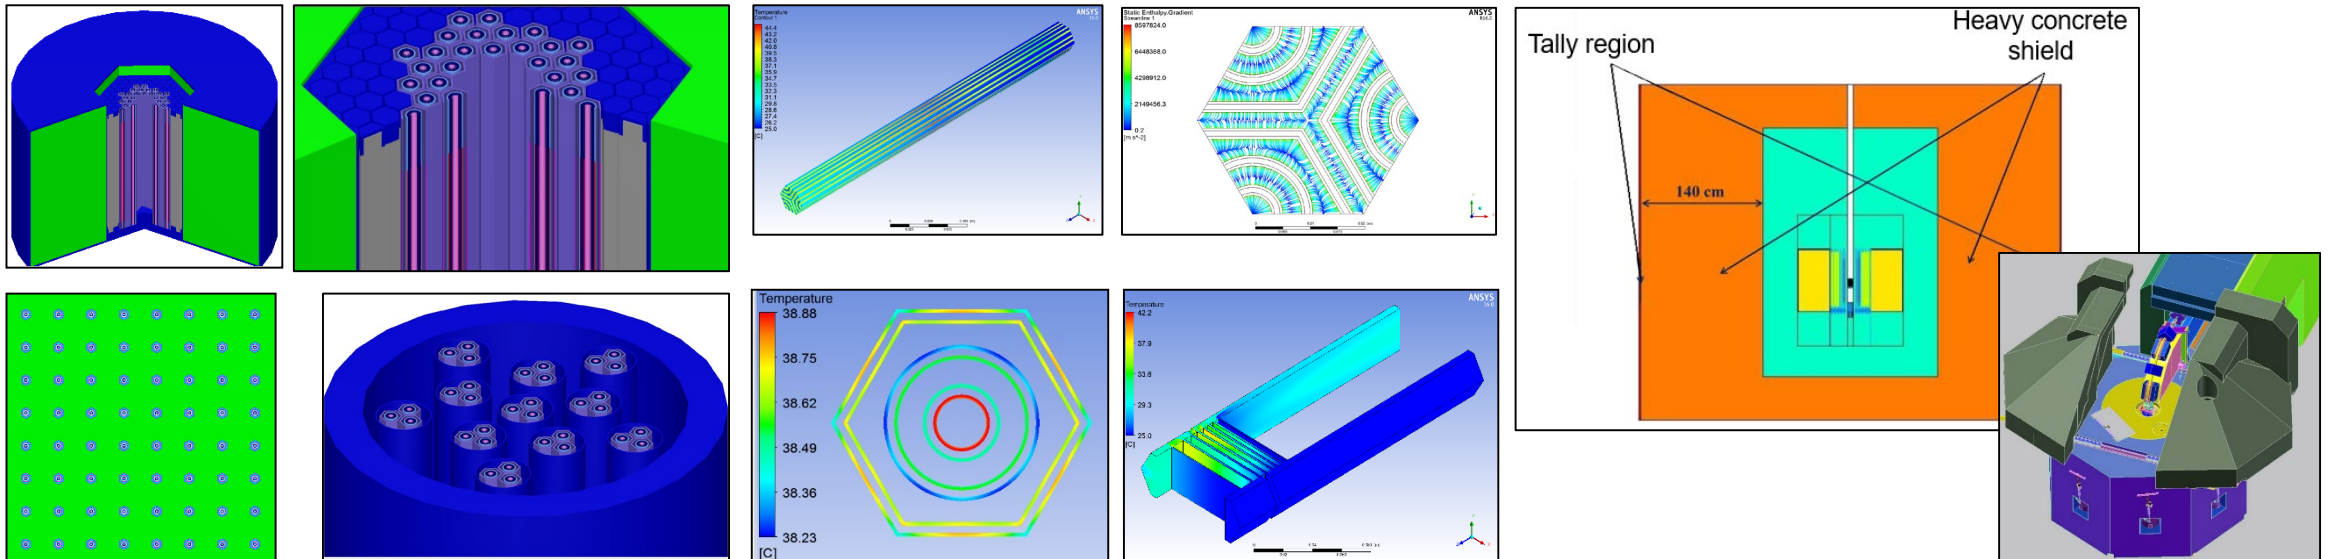 Temperature
Contour 1
44.4
43.2
42.0
40.8
39.5
38.3
37.1
35.9
34.7
33.5
32.3
31.1
29.8
28.6
27.4
26.2
25.0
[C]
ANSYS
Static Enthalpy.Gradient
Streamline 1
8597824.0
6448368.0
4298912.0
2149456.3
0.2
[m s^-2]
ANSYS
Tally region
Heavy concrete
shield
140 cm
Temperature
38.88
38.75
38.62
38.49
38.36
38.23
[C]
Temperature
42.2
37.9
33.6
29.3
25.0
[C]
ANSYS